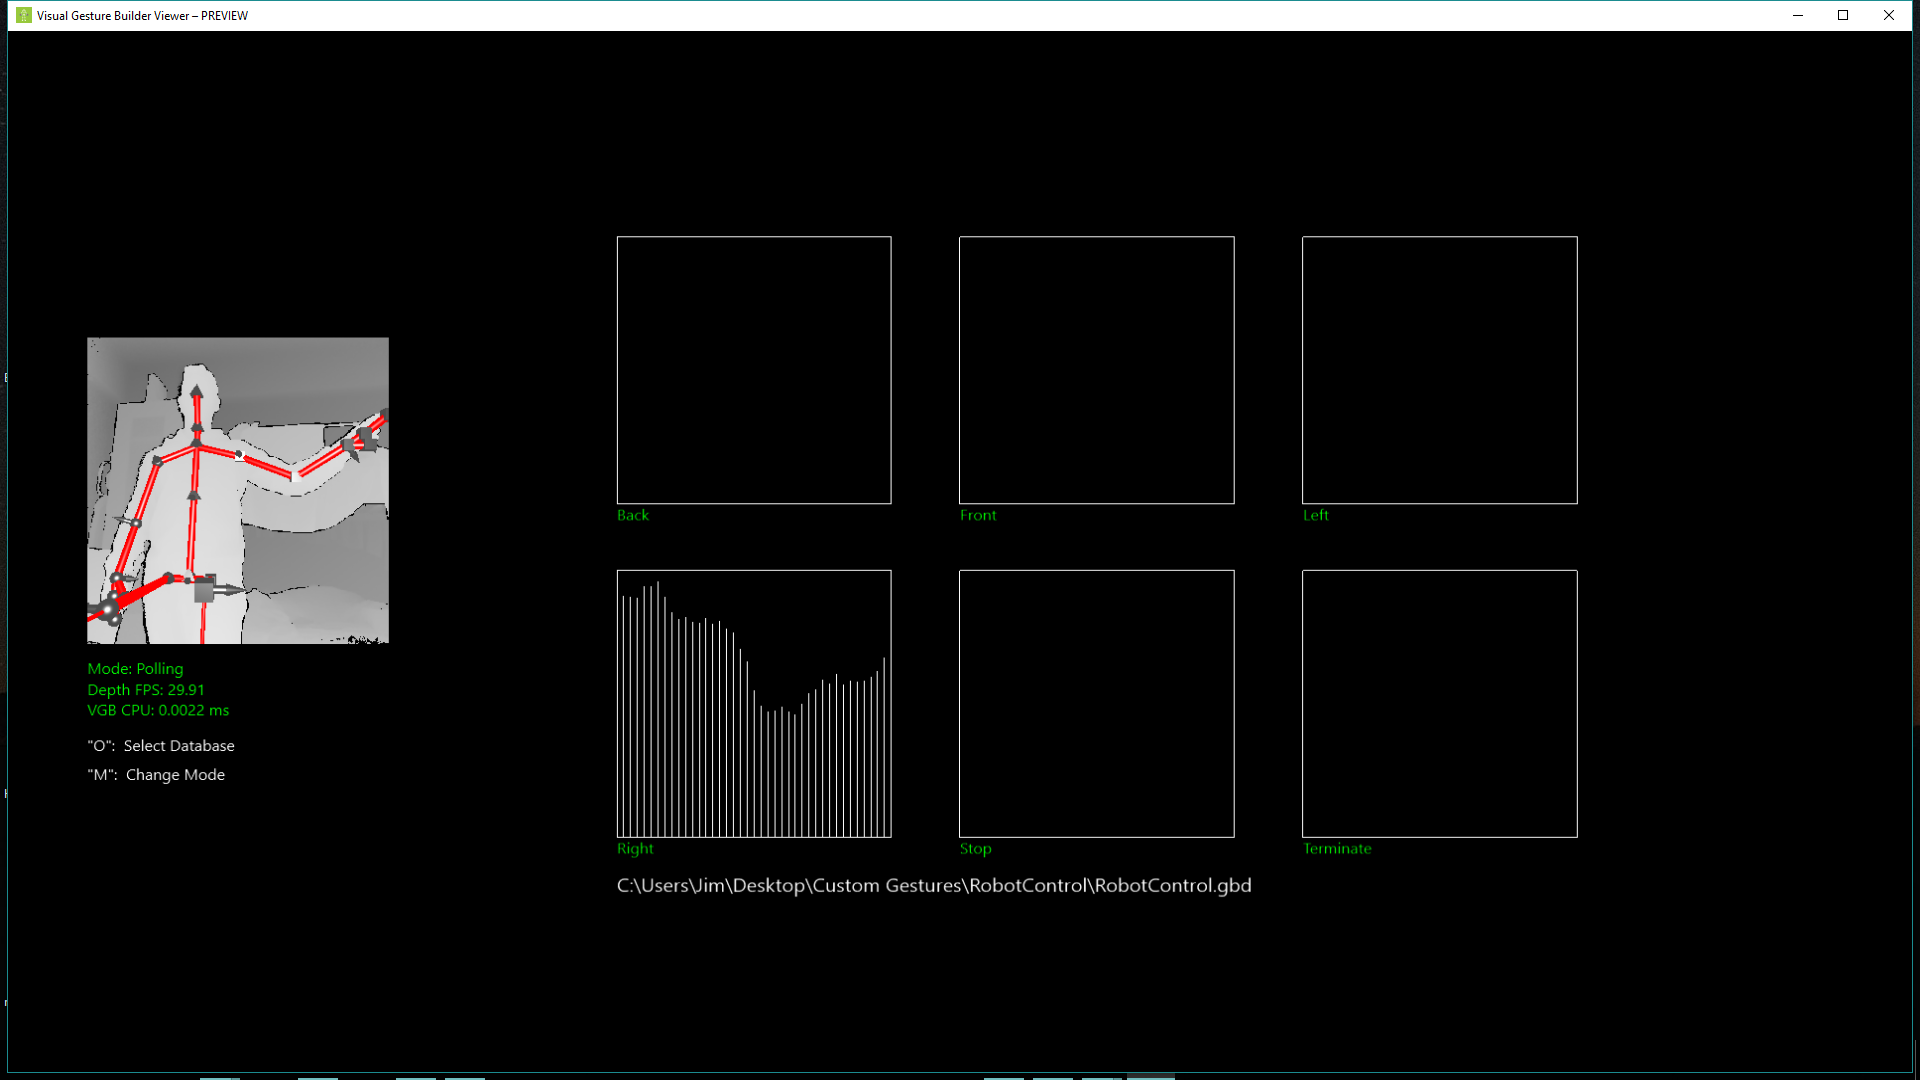 Visual Gesture Builder Viewer – PREVIEW
Back
Front
Left
Mode: Polling
Depth FPS: 29.91
VGB CPU: 0.0022 ms
"O":  Select Database
"M":  Change Mode
Right
Stop
Terminate
C:\Users\Jim\Desktop\Custom Gestures\RobotControl\RobotControl.gbd